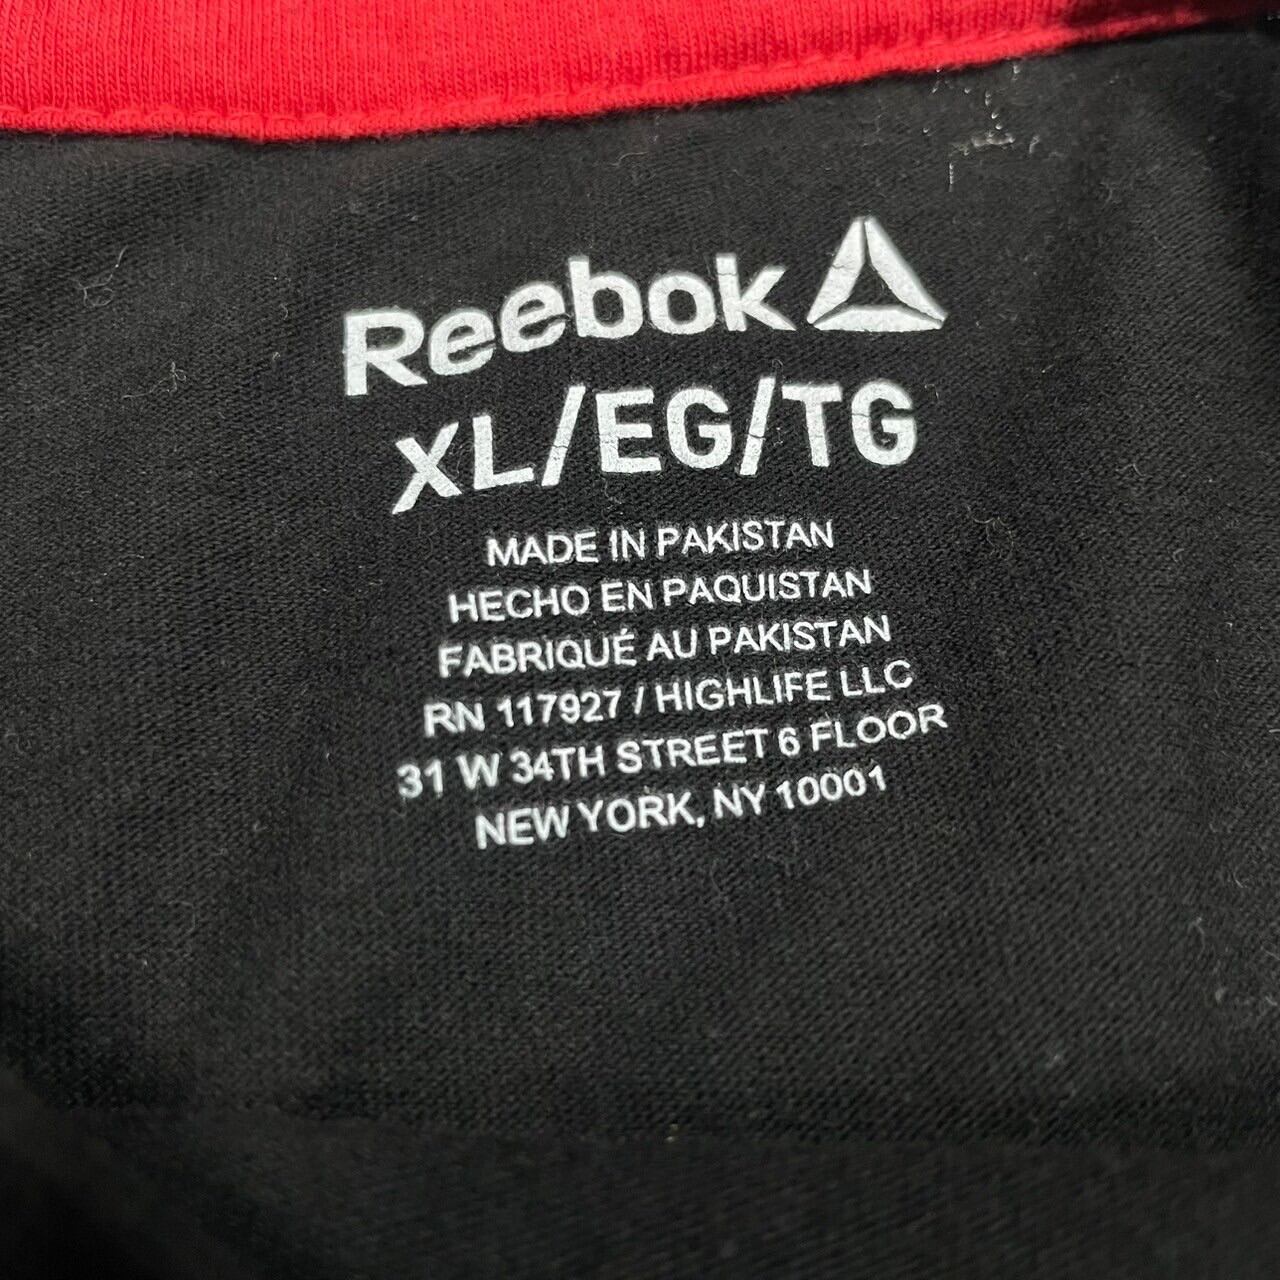 Reebok
XL/EG/TG
MADE IN PAKISTAN
HECHO EN PAQUISTAN
FABRIQUÉ AU PAKISTAN
RN 117927 / HIGHLIFE LLC
31 W 34TH STREET 6 FLOOR
NEW YORK, NY 10001